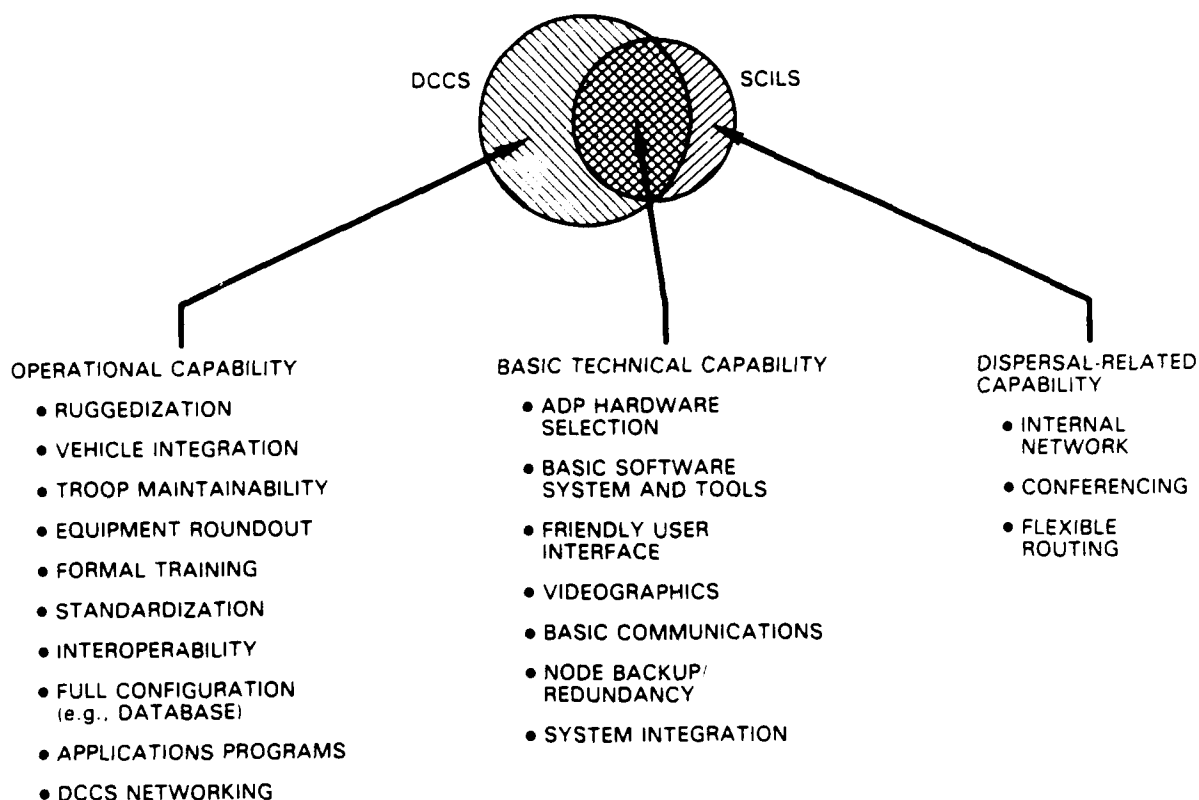 DCCS
SCILS
OPERATIONAL CAPABILITY
• RUGGEDIZATION
• VEHICLE INTEGRATION
• TROOP MAINTAINABILITY
• EQUIPMENT ROUNDOUT
• FORMAL TRAINING
• STANDARDIZATION
• INTEROPERABILITY
• FULL CONFIGURATION
(e.g., DATABASE)
• APPLICATIONS PROGRAMS
• DCCS NETWORKING
BASIC TECHNICAL CAPABILITY
• ADP HARDWARE
SELECTION
• BASIC SOFTWARE
SYSTEM AND TOOLS
• FRIENDLY USER
INTERFACE
• VIDEOGRAPHICS
• BASIC COMMUNICATIONS
• NODE BACKUP/
REDUNDANCY
• SYSTEM INTEGRATION
DISPERSAL-RELATED
CAPABILITY
• INTERNAL
NETWORK
• CONFERENCING
• FLEXIBLE
ROUTING